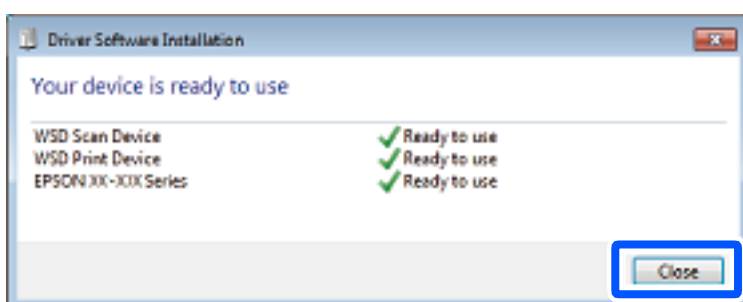 Driver Software Installation
Your device is ready to use
WSD Scan Device Ready to use
WSD Print Device Ready to use
EPSON XX-XXX Series Ready to use
Close